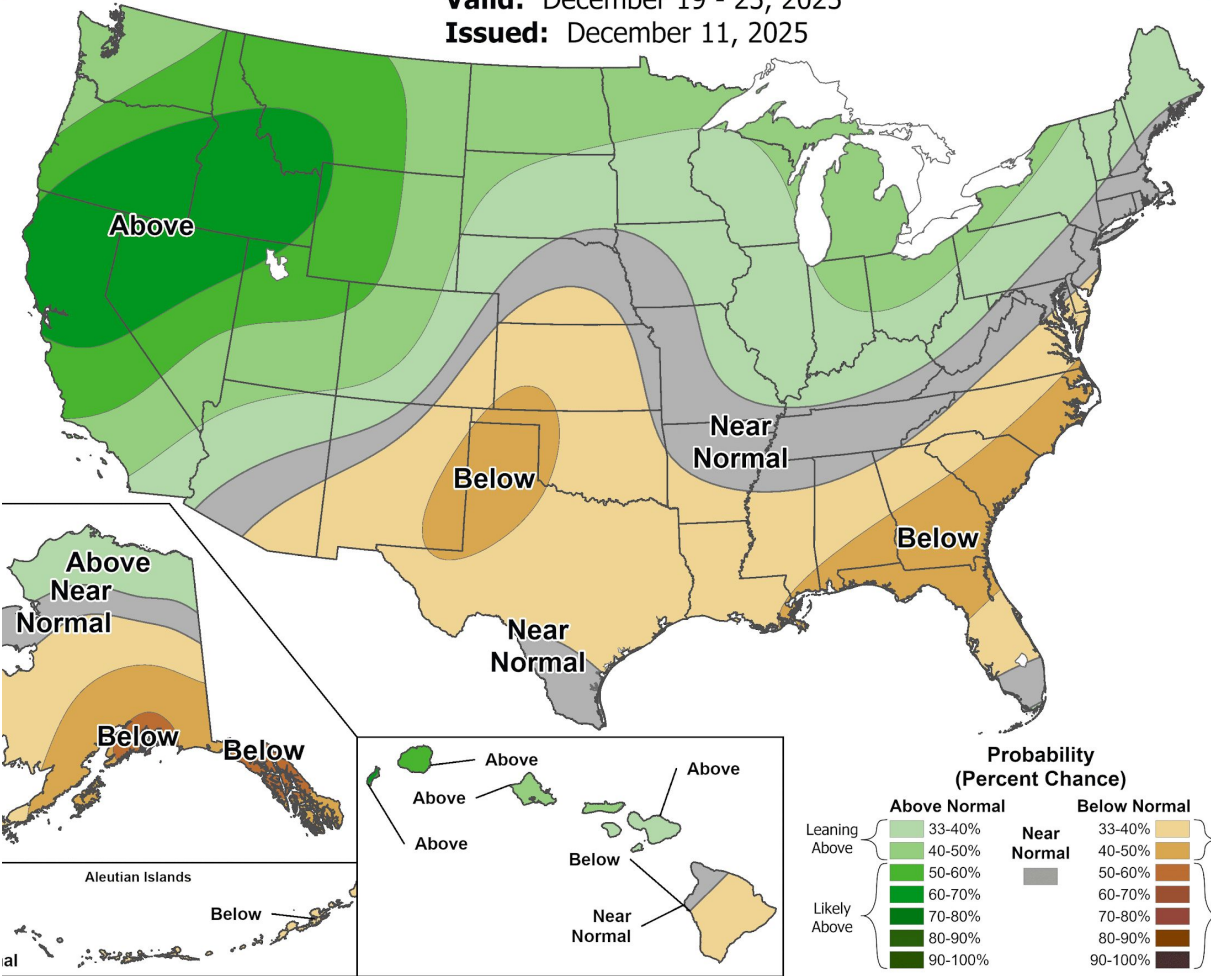 Valid: December 19 - 25, 2025
Issued: December 11, 2025
Above
Near
Normal
Below
Below
Near
Normal
Above
Near
Normal
Below
Below
Aleutian Islands
Below
al
Above
Above
Above
Above
Below
Near
Normal
Probability
(Percent Chance)
Above Normal
Below Normal
Leaning
Above
33-40%
40-50%
Near
Normal
33-40%
40-50%
Likely
Above
50-60%
60-70%
70-80%
80-90%
90-100%
50-60%
60-70%
70-80%
80-90%
90-100%